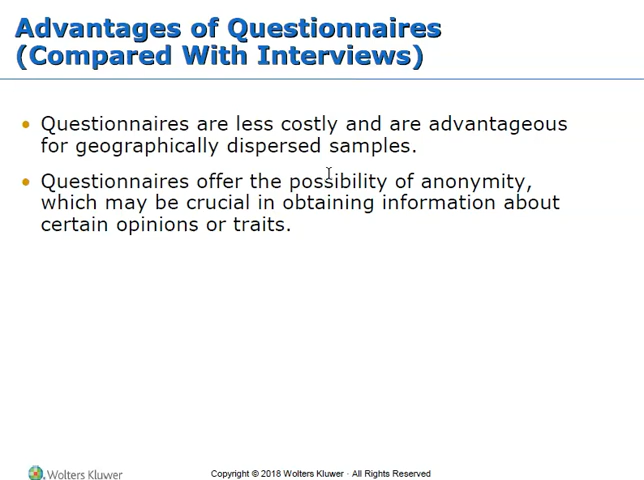 Advantages of Questionnaires
(Compared With Interviews)
• Questionnaires are less costly and are advantageous
for geographically dispersed samples.
• Questionnaires offer the possibility of anonymity,
which may be crucial in obtaining information about
certain opinions or traits.
Wolters Kluwer
Copyright © 2018 Wolters Kluwer · All Rights Reserved